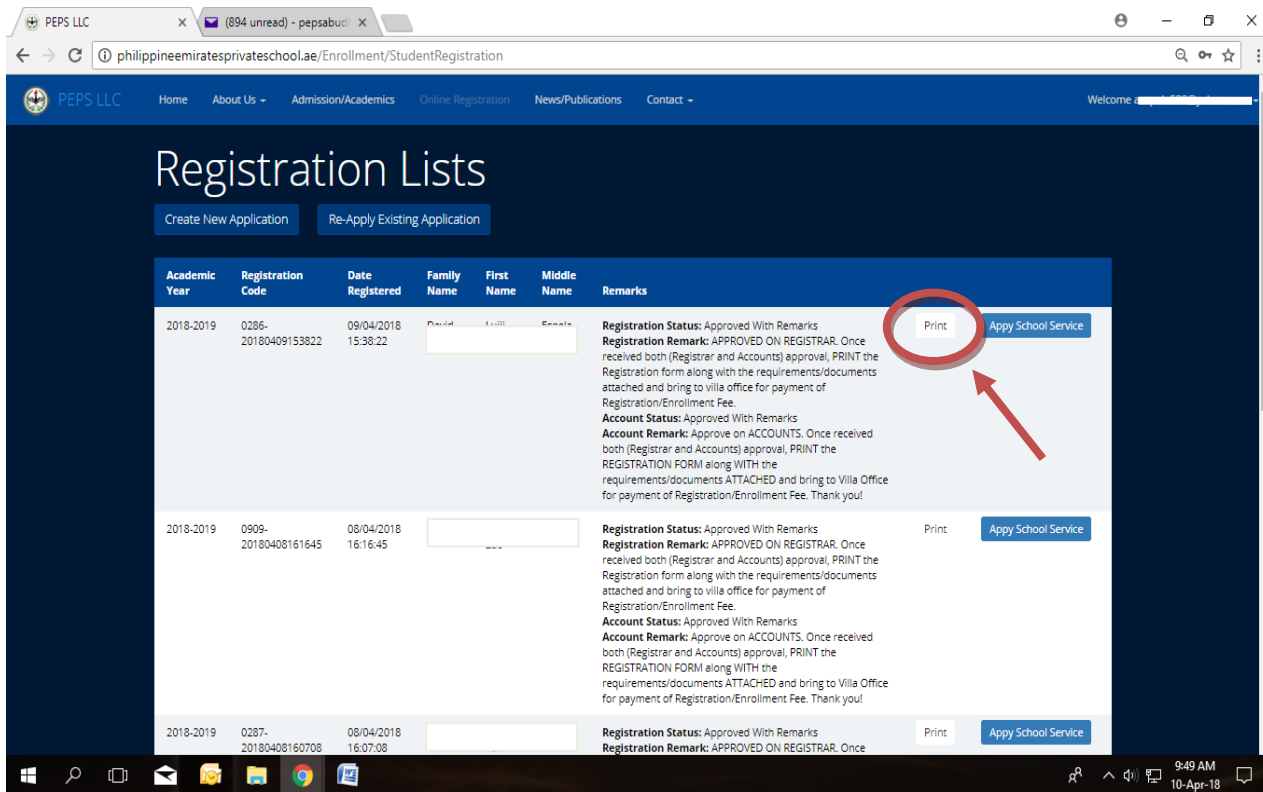 PEPS LLC
(894 unread) - pepsabud
philippineemiratesprivateschool.ae/Enrollment/StudentRegistration
PEPS LLC Home About Us Admission/Academics Online Registration News/Publications Contact Welcome
Registration Lists
Create New Application Re-Apply Existing Application
Academic Year Registration Code Date Registered Family Name First Name Middle Name Remarks
2018-2019 0286-20180409153822 09/04/2018 15:38:22
Registration Status: Approved With Remarks
Registration Remark: APPROVED ON REGISTRAR. Once
received both (Registrar and Accounts) approval, PRINT the
Registration form along with the requirements/documents
attached and bring to villa office for payment of
Registration/Enrollment Fee.
Account Status: Approved With Remarks
Account Remark: Approve on ACCOUNTS. Once received
both (Registrar and Accounts) approval, PRINT the
REGISTRATION FORM along WITH the
requirements/documents ATTACHED and bring to Villa Office
for payment of Registration/Enrollment Fee. Thank you!
Print Appy School Service
2018-2019 0909-20180408161645 08/04/2018 16:16:45
Registration Status: Approved With Remarks
Registration Remark: APPROVED ON REGISTRAR. Once
received both (Registrar and Accounts) approval, PRINT the
Registration form along with the requirements/documents
attached and bring to villa office for payment of
Registration/Enrollment Fee.
Account Status: Approved With Remarks
Account Remark: Approve on ACCOUNTS. Once received
both (Registrar and Accounts) approval, PRINT the
REGISTRATION FORM along WITH the
requirements/documents ATTACHED and bring to Villa Office
for payment of Registration/Enrollment Fee. Thank you!
Print Appy School Service
2018-2019 0287-20180408160708 08/04/2018 16:07:08
Registration Status: Approved With Remarks
Registration Remark: APPROVED ON REGISTRAR. Once
Print Appy School Service
9:49 AM
10-Apr-18